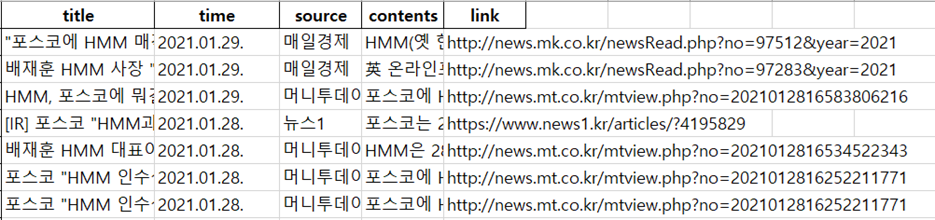 title time source contents link
"포스코에 HMM 매 2021.01.29. 매일경제 HMM(옛 http://news.mk.co.kr/newsRead.php?no=97512&year=2021
배재훈 HMM 사장 " 2021.01.29. 매일경제 英 온라인 http://news.mk.co.kr/newsRead.php?no=97283&year=2021
HMM, 포스코에 뭐 2021.01.29. 머니투데이 포스코에 http://news.mt.co.kr/mtview.php?no=2021012816583806216
[IR] 포스코 "HMM과 2021.01.28. 뉴스1 포스코는 2 https://www.news1.kr/articles/?4195829
배재훈 HMM 대표이 2021.01.28. 머니투데이 HMM은 28 http://news.mt.co.kr/mtview.php?no=2021012816534522343
포스코 "HMM 인수 2021.01.28. 머니투데이 포스코에 http://news.mt.co.kr/mtview.php?no=2021012816252211771
포스코 "HMM 인수 2021.01.28. 머니투데이 포스코에 http://news.mt.co.kr/mtview.php?no=2021012816252211771